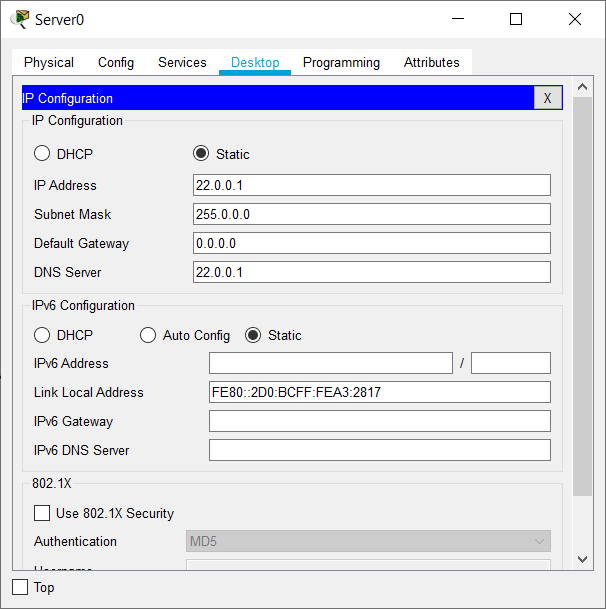 Server0
Physical Config Services Desktop Programming Attributes
IP Configuration X
IP Configuration
DHCP Static
IP Address 22.0.0.1
Subnet Mask 255.0.0.0
Default Gateway 0.0.0.0
DNS Server 22.0.0.1
IPv6 Configuration
DHCP Auto Config Static
IPv6 Address /
Link Local Address FE80::2D0:BCFF:FEA3:2817
IPv6 Gateway
IPv6 DNS Server
802.1X
Use 802.1X Security
Authentication MD5
Username
Top